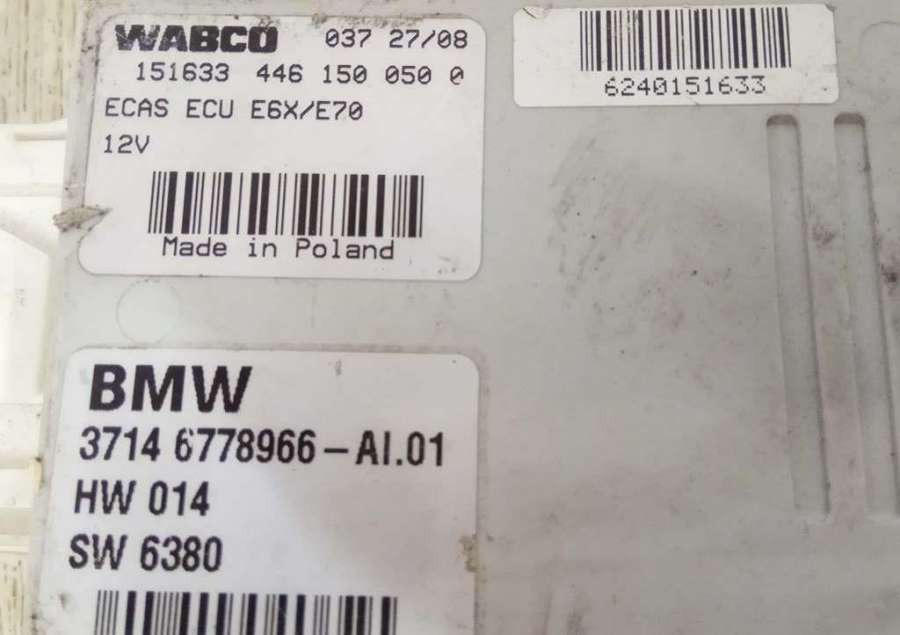 WABCO 037 27/08
151633 446 150 050 0
ECAS ECU E6X/E70
12V
Made in Poland
6240151633
BMW
3714 6778966-AI.01
HW 014
SW 6380